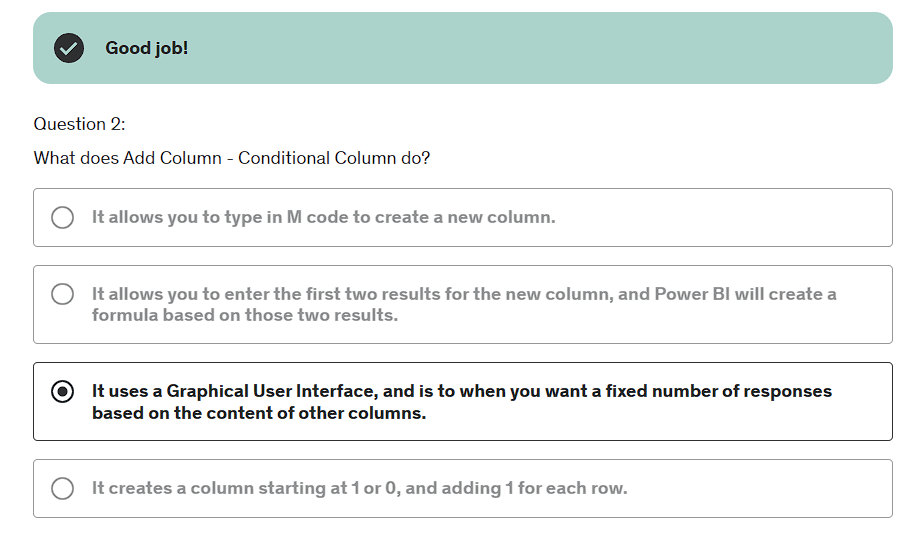 Good job!
Question 2:
What does Add Column - Conditional Column do?
It allows you to type in M code to create a new column.
It allows you to enter the first two results for the new column, and Power BI will create a
formula based on those two results.
It uses a Graphical User Interface, and is to when you want a fixed number of responses
based on the content of other columns.
It creates a column starting at 1 or 0, and adding 1 for each row.